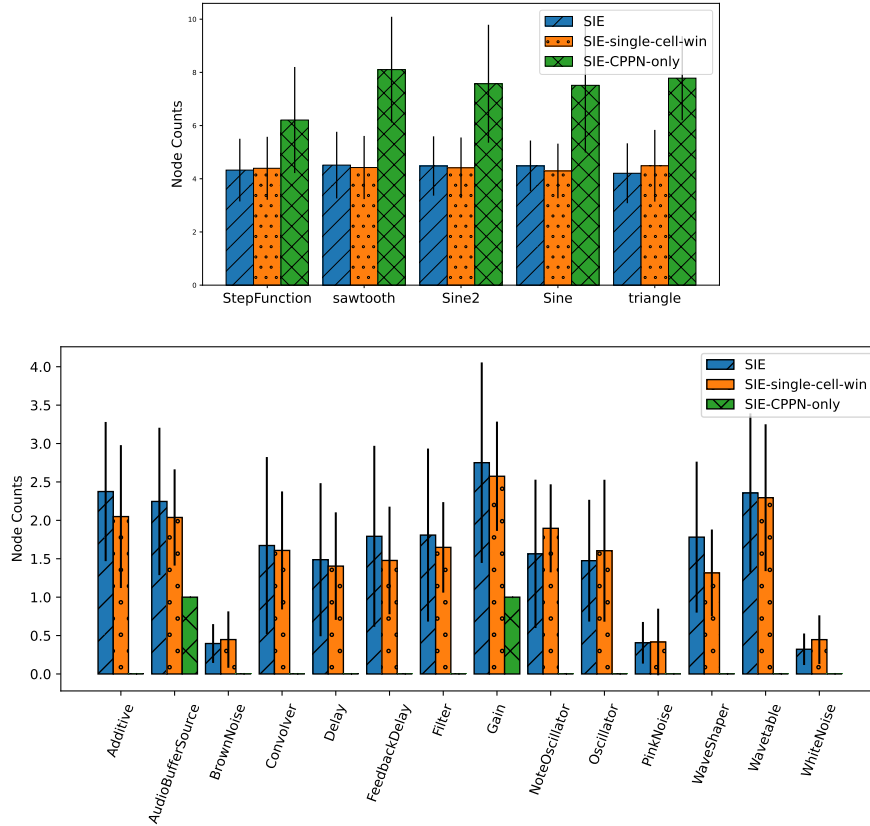 10
SIE
SIE-single-cell-win
SIE-CPPN-only
8
6
4
2
0
Node Counts
StepFunction sawtooth Sine2 Sine triangle
SIE
SIE-single-cell-win
SIE-CPPN-only
4.0
3.5
3.0
2.5
2.0
1.5
1.0
0.5
0.0
Node Counts
Additive
AudioBufferSource
BrownNoise
Convolver
Delay
FeedbackDelay
Filter
Gain
NoteOscillator
Oscillator
PinkNoise
WaveShaper
Wavetable
WhiteNoise